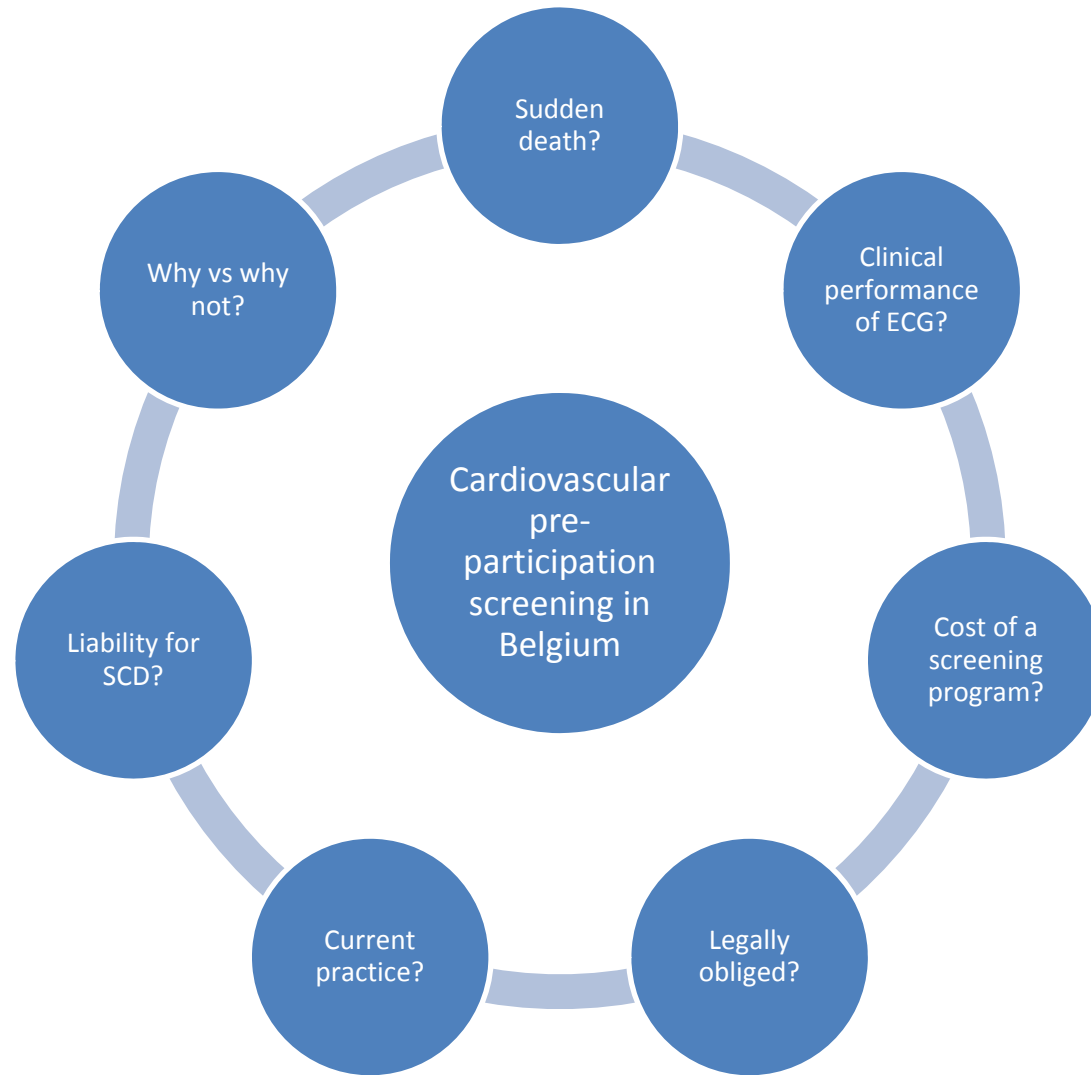 Sudden
death?
Clinical
performance
of ECG?
Cost of a
screening
program?
Legally
obliged?
Current
practice?
Liability for
SCD?
Why vs why
not?
Cardiovascular
pre-
participation
screening in
Belgium